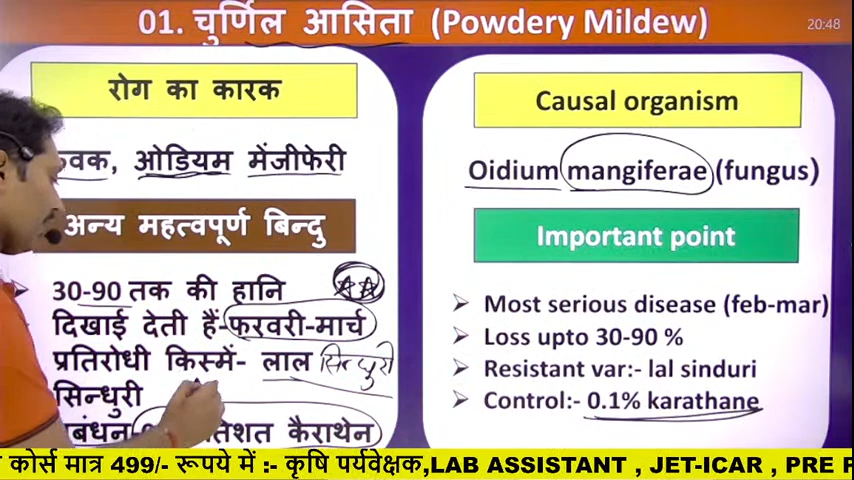 01. चुर्णिल आसिता (Powdery Mildew)
20:48
रोग का कारक
वक, ओडियम मेंजीफेरी
अन्य महत्वपूर्ण बिन्दु
30-90 तक की हानि
दिखाई देती हैं-फरवरी-मार्च
प्रतिरोधी किस्में- लाल सिन्धुरी
सिन्धुरी
कैराथेन
Causal organism
Oidium mangiferae (fungus)
Important point
➢ Most serious disease (feb-mar)
➢ Loss upto 30-90 %
➢ Resistant var:- lal sinduri
➢ Control:- 0.1% karathane
कोर्स मात्र 499/- रूपये में :- कृषि पर्यवेक्षक,LAB ASSISTANT , JET-ICAR , PRE